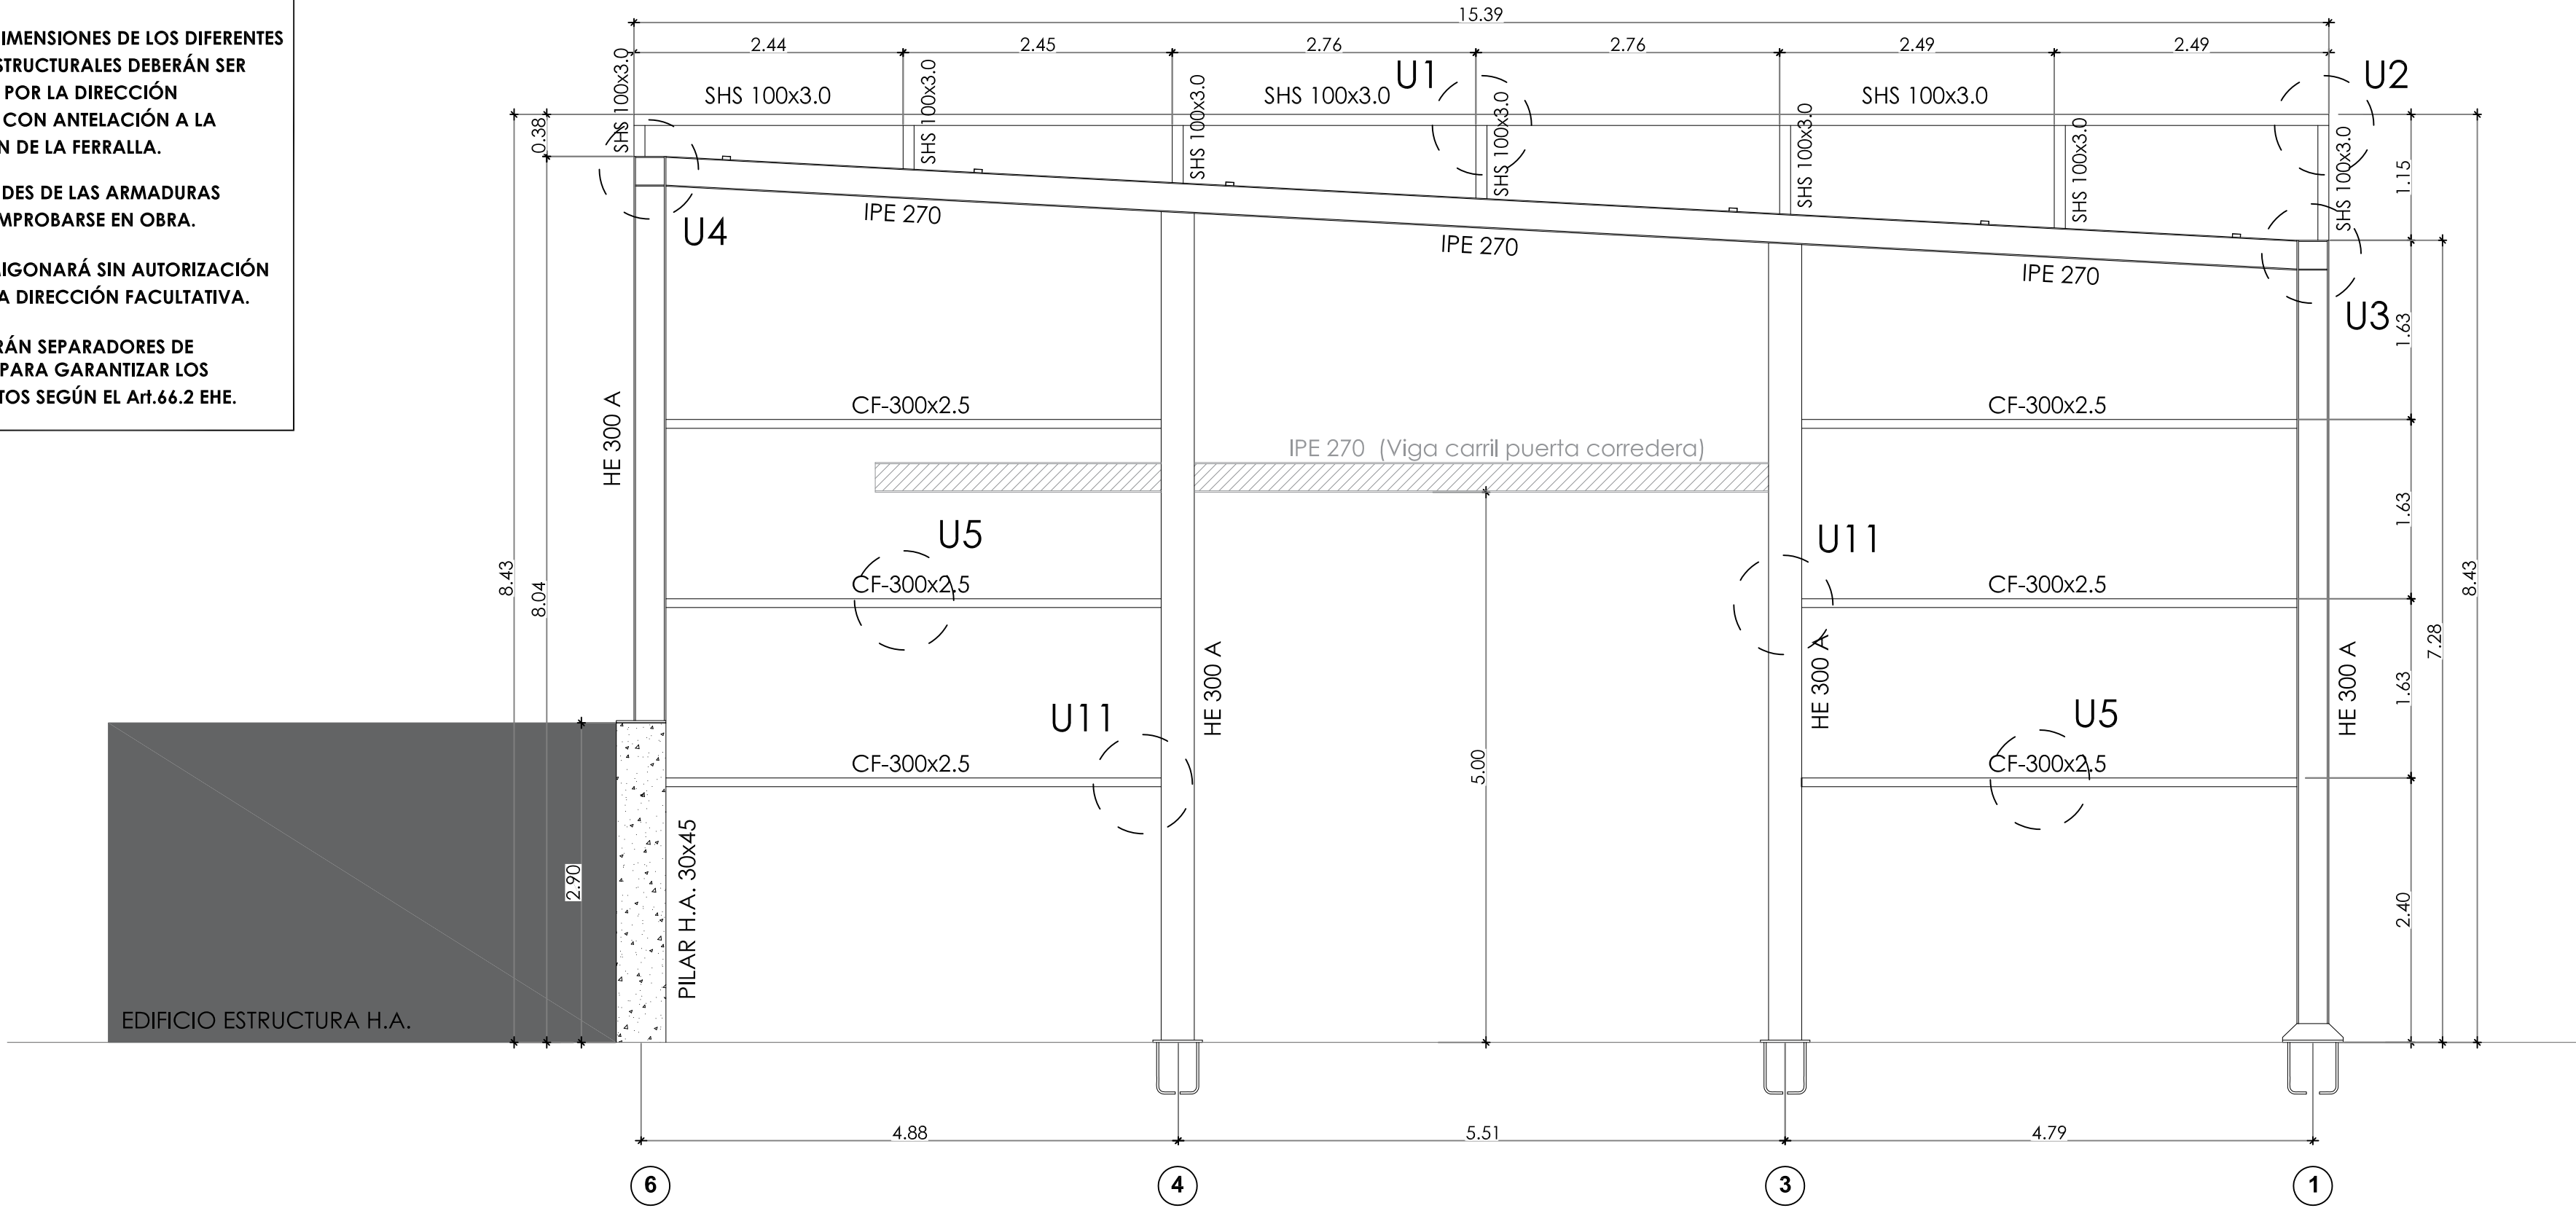 IMENSIONES DE LOS DIFERENTES
STRUCTURALES DEBERÁN SER
POR LA DIRECCIÓN
CON ANTELACIÓN A LA
N DE LA FERRALLA.
DES DE LAS ARMADURAS
MPROBARSE EN OBRA.
IGONARÁ SIN AUTORIZACIÓN
A DIRECCIÓN FACULTATIVA.
RÁN SEPARADORES DE
PARA GARANTIZAR LOS
TOS SEGÚN EL Art.66.2 EHE.
15.39
2.44
2.45
2.76
2.76
2.49
2.49
SHS 100x3.0
SHS 100x3.0
SHS 100x3.0
U1
U2
SHS 100x3.0
SHS 100x3.0
SHS 100x3.0
SHS 100x3.0
SHS 100x3.0
SHS 100x3.0
SHS 100x3.0
0.38
1.15
IPE 270
IPE 270
IPE 270
U4
U3
1.63
HE 300 A
CF-300x2.5
CF-300x2.5
IPE 270 (Viga carril puerta corredera)
1.63
U5
U11
8.43
8.04
CF-300x2.5
CF-300x2.5
8.43
7.28
HE 300 A
HE 300 A
HE 300 A
1.63
U11
U5
CF-300x2.5
CF-300x2.5
5.00
2.90
PILAR H.A. 30x45
2.40
EDIFICIO ESTRUCTURA H.A.
4.88
5.51
4.79
6
4
3
1